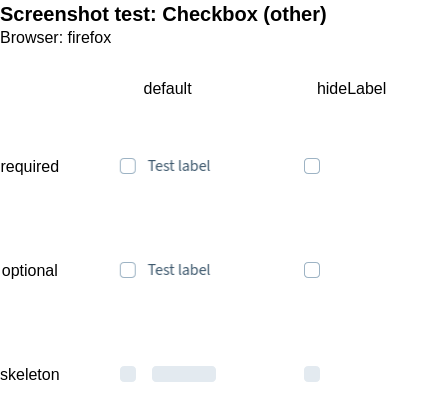 Screenshot test: Checkbox (other)
Browser: firefox
default hideLabel
required Test label
optional Test label
skeleton